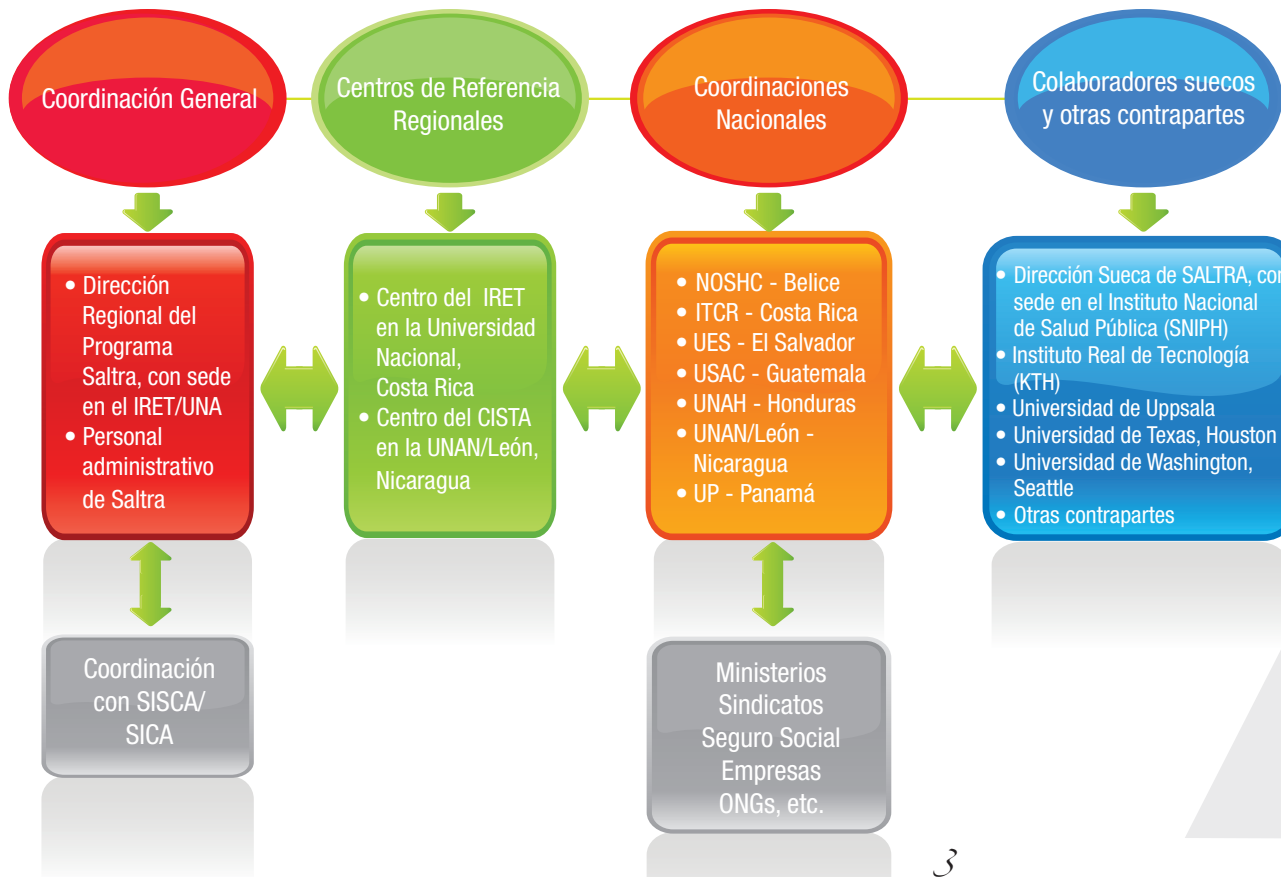 Coordinación General
Centros de Referencia
Regionales
Coordinaciones
Nacionales
Colaboradores suecos
y otras contrapartes
• Dirección
Regional del
Programa
Saltra, con sede
en el IRET/UNA
• Personal
administrativo
de Saltra
• Centro del IRET
en la Universidad
Nacional,
Costa Rica
• Centro del CISTA
en la UNAN/León,
Nicaragua
• NOSHC - Belice
• ITCR - Costa Rica
• UES - El Salvador
• USAC - Guatemala
• UNAH - Honduras
• UNAN/León -
Nicaragua
• UP - Panamá
• Dirección Sueca de SALTRA, con
sede en el Instituto Nacional
de Salud Pública (SNIPH)
• Instituto Real de Tecnología
(KTH)
• Universidad de Uppsala
• Universidad de Texas, Houston
• Universidad de Washington,
Seattle
• Otras contrapartes
Coordinación
con SISCA/
SICA
Ministerios
Sindicatos
Seguro Social
Empresas
ONGs, etc.
3